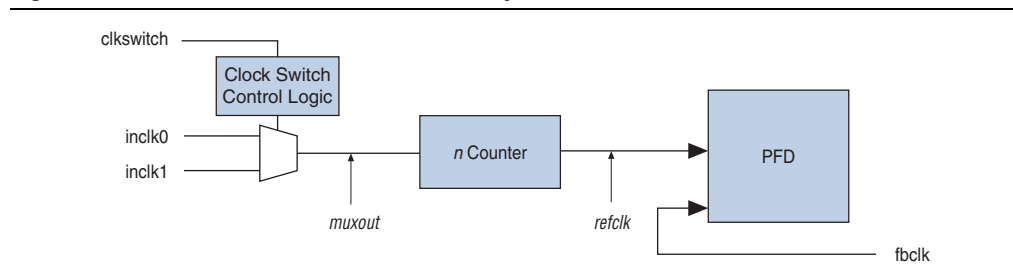 clkswitch
Clock Switch
Control Logic
inclk0
inclk1
n Counter
PFD
muxout
refclk
fbclk